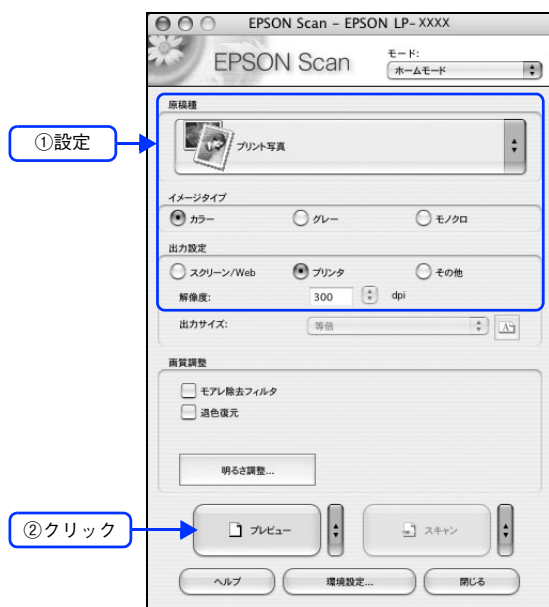 EPSON Scan – EPSON LP-XXXX
EPSON Scan
モード:
ホームモード
原稿種
①設定
プリント写真
イメージタイプ
カラー グレー モノクロ
出力設定
スクリーン/Web プリンタ その他
解像度: 300 dpi
出力サイズ: 等倍
画質調整
モアレ除去フィルタ
退色復元
明るさ調整...
②クリック
プレビュー スキャン
ヘルプ 環境設定... 閉じる